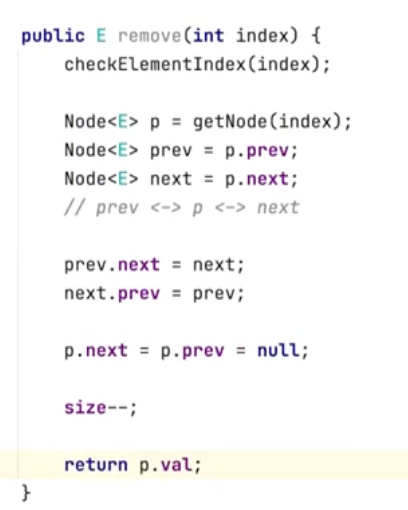 public E remove(int index) {
    checkElementIndex(index);

    Node<E> p = getNode(index);
    Node<E> prev = p.prev;
    Node<E> next = p.next;
    // prev <-> p <-> next

    prev.next = next;
    next.prev = prev;

    p.next = p.prev = null;

    size--;

    return p.val;
}